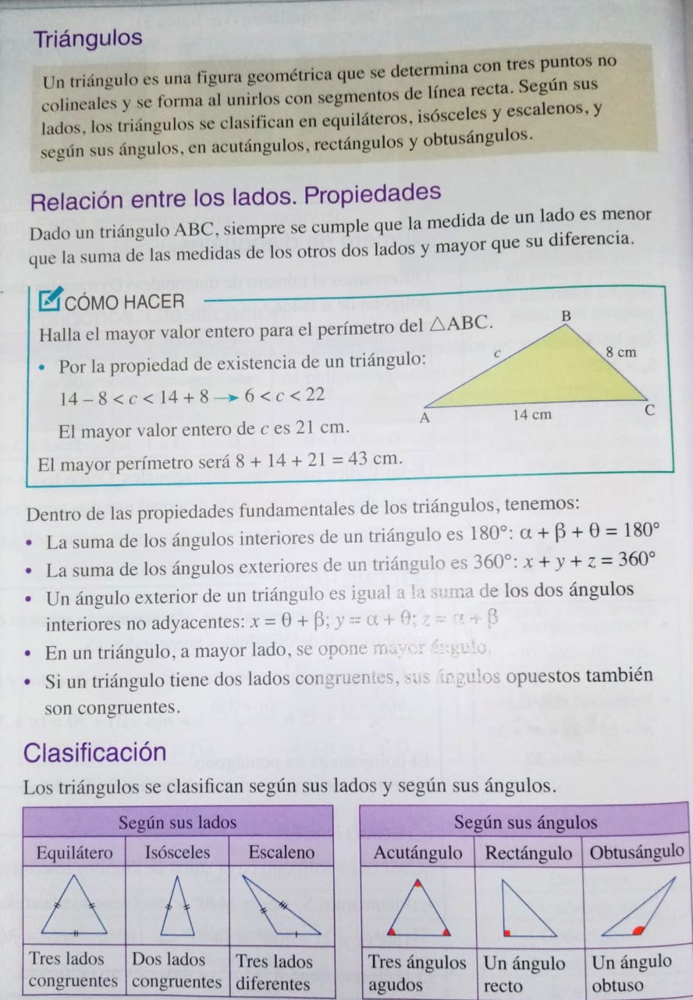 Triángulos
Un triángulo es una figura geométrica que se determina con tres puntos no
colineales y se forma al unirlos con segmentos de línea recta. Según sus
lados, los triángulos se clasifican en equiláteros, isósceles y escalenos, y
según sus ángulos, en acutángulos, rectángulos y obtusángulos.
Relación entre los lados. Propiedades
Dado un triángulo ABC, siempre se cumple que la medida de un lado es menor
que la suma de las medidas de los otros dos lados y mayor que su diferencia.
CÓMO HACER
Halla el mayor valor entero para el perímetro del △ABC.
• Por la propiedad de existencia de un triángulo:
14 – 8 < c < 14 + 8 → 6 < c < 22
El mayor valor entero de c es 21 cm.
El mayor perímetro será 8 + 14 + 21 = 43 cm.
B
c
8 cm
A
14 cm
C
Dentro de las propiedades fundamentales de los triángulos, tenemos:
• La suma de los ángulos interiores de un triángulo es 180°: α + β + θ = 180°
• La suma de los ángulos exteriores de un triángulo es 360°: x + y + z = 360°
• Un ángulo exterior de un triángulo es igual a la suma de los dos ángulos
interiores no adyacentes: x = θ + β; y = α + θ; z = α + β
• En un triángulo, a mayor lado, se opone mayor ángulo.
• Si un triángulo tiene dos lados congruentes, sus ángulos opuestos también
son congruentes.
Clasificación
Los triángulos se clasifican según sus lados y según sus ángulos.
Según sus lados
Equilátero Isósceles Escaleno
Tres lados Dos lados Tres lados
congruentes congruentes diferentes
Según sus ángulos
Acutángulo Rectángulo Obtusángulo
Tres ángulos Un ángulo Un ángulo
agudos recto obtuso